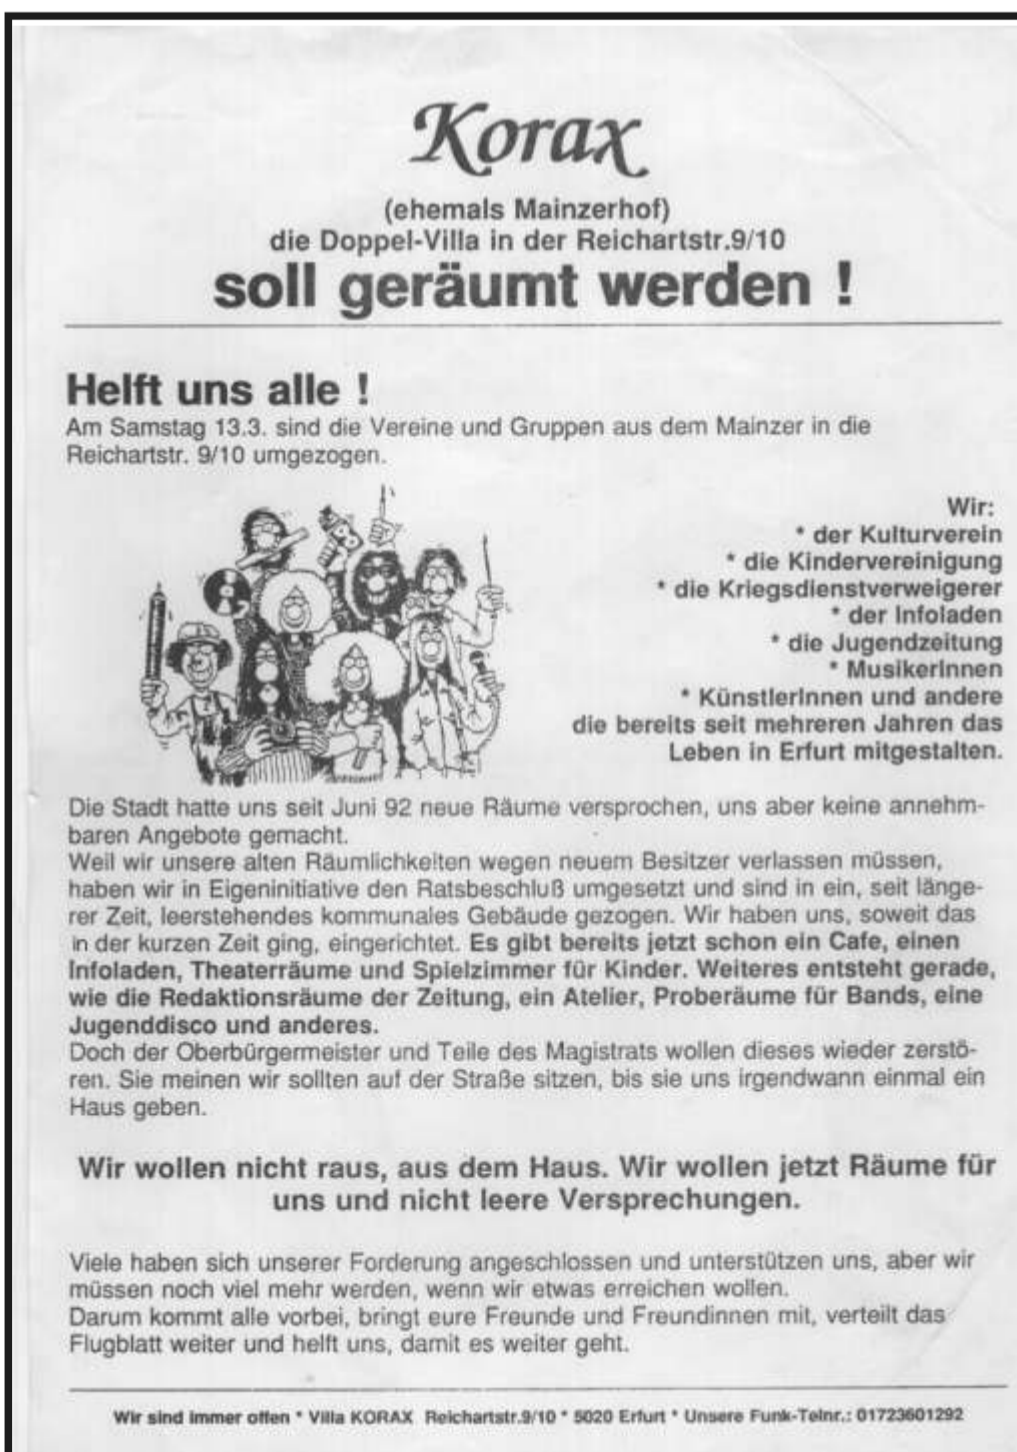 Korax
(ehemals Mainzerhof)
die Doppel-Villa in der Reichartstr.9/10
soll geräumt werden !
Helft uns alle !
Am Samstag 13.3. sind die Vereine und Gruppen aus dem Mainzer in die
Reichartstr. 9/10 umgezogen.
Wir:
* der Kulturverein
* die Kindervereinigung
* die Kriegsdienstverweigerer
* der Infoladen
* die Jugendzeitung
* MusikerInnen
* KünstlerInnen und andere
die bereits seit mehreren Jahren das
Leben in Erfurt mitgestalten.
Die Stadt hatte uns seit Juni 92 neue Räume versprochen, uns aber keine annehm-
baren Angebote gemacht.
Weil wir unsere alten Räumlichkeiten wegen neuem Besitzer verlassen müssen,
haben wir in Eigeninitiative den Ratsbeschluß umgesetzt und sind in ein, seit länge-
rer Zeit, leerstehendes kommunales Gebäude gezogen. Wir haben uns, soweit das
in der kurzen Zeit ging, eingerichtet. Es gibt bereits jetzt schon ein Cafe, einen
Infoladen, Theaterräume und Spielzimmer für Kinder. Weiteres entsteht gerade,
wie die Redaktionsräume der Zeitung, ein Atelier, Proberäume für Bands, eine
Jugenddisco und anderes.
Doch der Oberbürgermeister und Teile des Magistrats wollen dieses wieder zerstö-
ren. Sie meinen wir sollten auf der Straße sitzen, bis sie uns irgendwann einmal ein
Haus geben.
Wir wollen nicht raus, aus dem Haus. Wir wollen jetzt Räume für
uns und nicht leere Versprechungen.
Viele haben sich unserer Forderung angeschlossen und unterstützen uns, aber wir
müssen noch viel mehr werden, wenn wir etwas erreichen wollen.
Darum kommt alle vorbei, bringt eure Freunde und Freundinnen mit, verteilt das
Flugblatt weiter und helft uns, damit es weiter geht.
Wir sind immer offen * Villa KORAX Reichartstr.9/10 * 5020 Erfurt * Unsere Funk-Telnr.: 01723601292